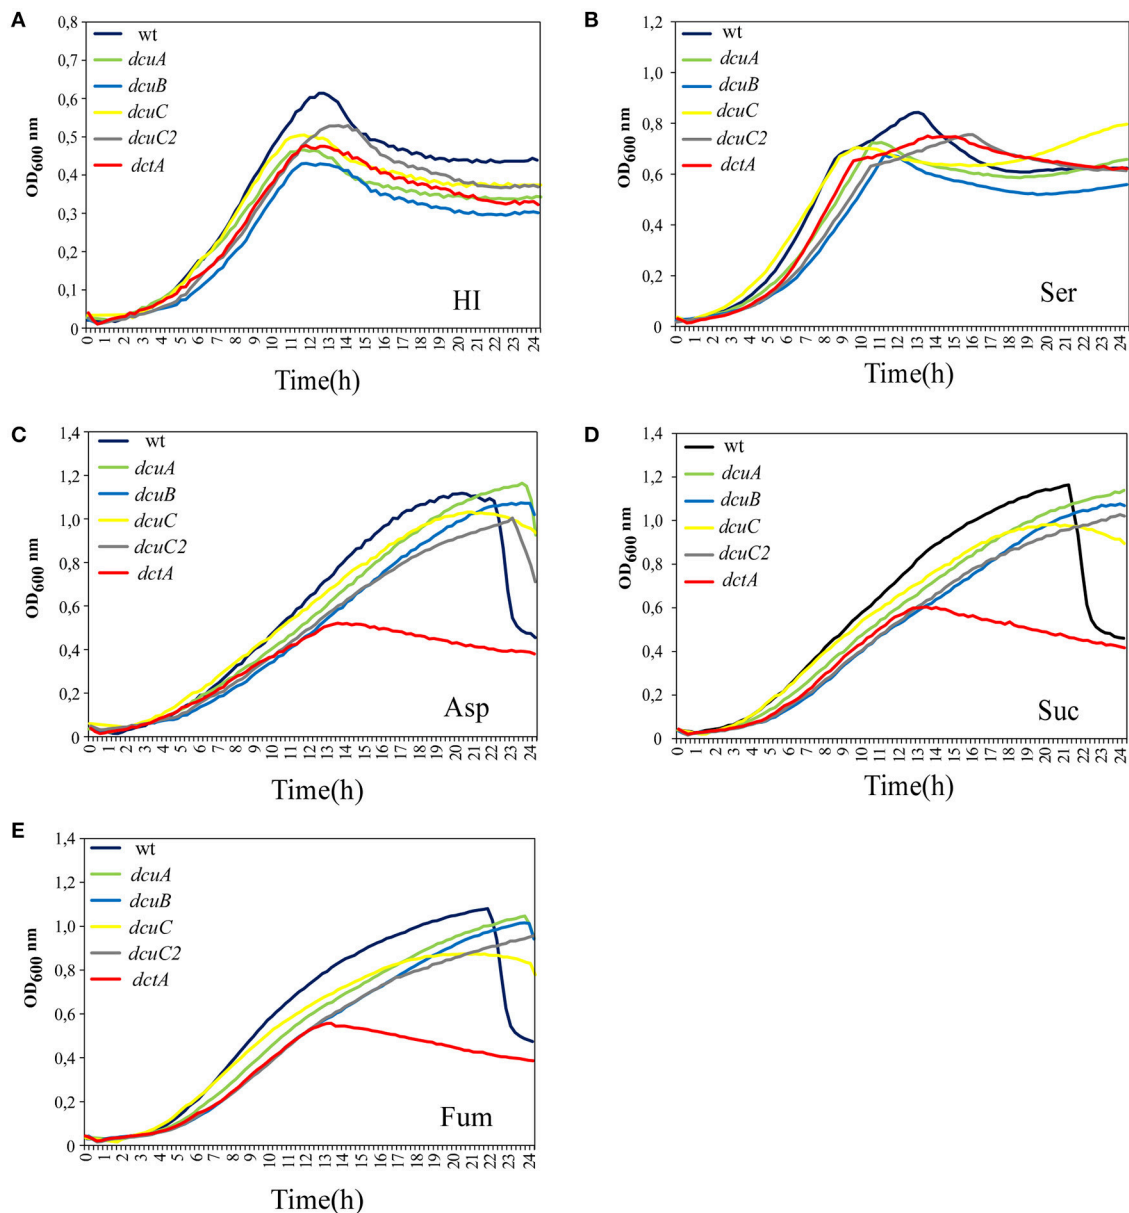 A
0,8
0,7
0,6
0,5
0,4
0,3
0,2
0,1
0
OD600 nm
wt
dcuA
dcuB
dcuC
dcuC2
dctA
HI
0 1 2 3 4 5 6 7 8 9 10 11 12 13 14 15 16 17 18 19 20 21 22 23 24
Time(h)
B
1,2
1,0
0,8
0,6
0,4
0,2
0
OD600 nm
wt
dcuA
dcuB
dcuC
dcuC2
dctA
Ser
0 1 2 3 4 5 6 7 8 9 10 11 12 13 14 15 16 17 18 19 20 21 22 23 24
Time(h)
C
1,4
1,2
1,0
0,8
0,6
0,4
0,2
0
OD600 nm
wt
dcuA
dcuB
dcuC
dcuC2
dctA
Asp
0 1 2 3 4 5 6 7 8 9 10 11 12 13 14 15 16 17 18 19 20 21 22 23 24
Time(h)
D
1,4
1,2
1,0
0,8
0,6
0,4
0,2
0
OD600 nm
wt
dcuA
dcuB
dcuC
dcuC2
dctA
Suc
0 1 2 3 4 5 6 7 8 9 10 11 12 13 14 15 16 17 18 19 20 21 22 23 24
Time(h)
E
1,4
1,2
1,0
0,8
0,6
0,4
0,2
0
OD600 nm
wt
dcuA
dcuB
dcuC
dcuC2
dctA
Fum
0 1 2 3 4 5 6 7 8 9 10 11 12 13 14 15 16 17 18 19 20 21 22 23 24
Time(h)